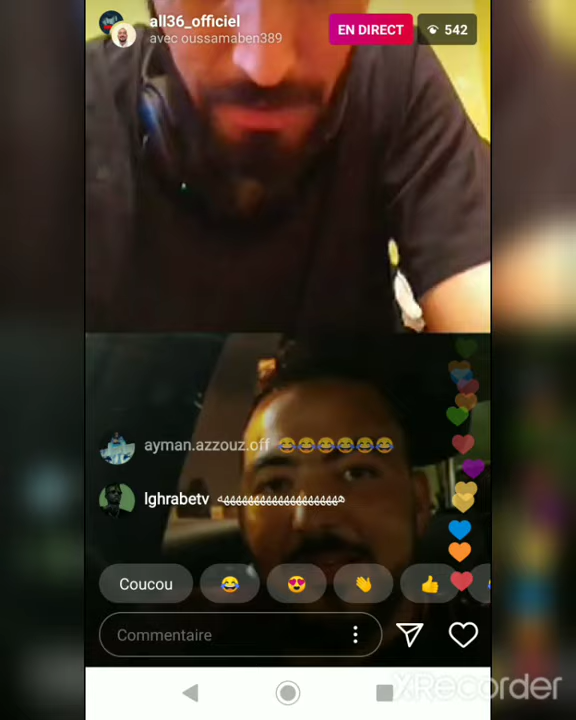 all36_officiel
avec oussamaben389
EN DIRECT
542
ayman.azzouz.off 😂😂😂😂😂😂
lghrabetv
Coucou
Commentaire
XRecorder